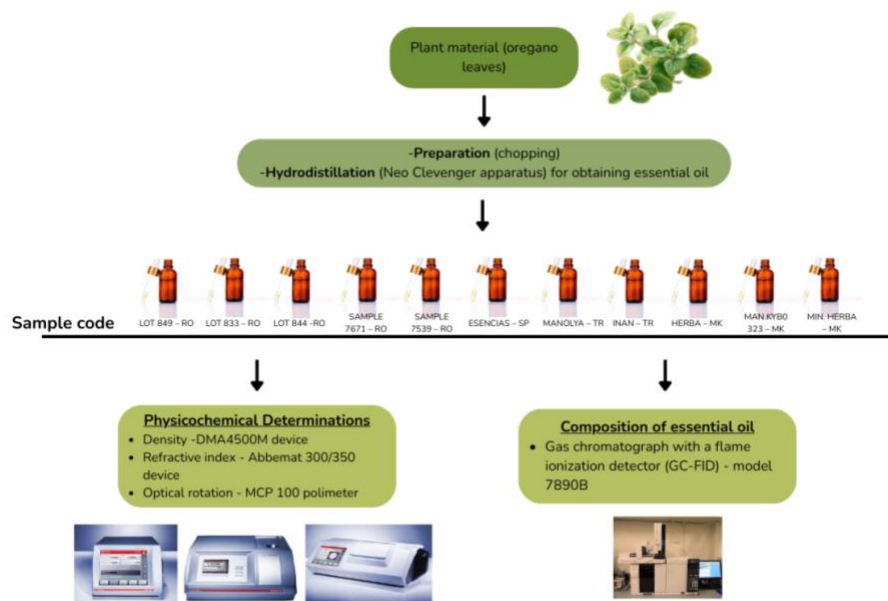 Plant material (oregano
leaves)
-Preparation (chopping)
-Hydrodistillation (Neo Clevenger apparatus) for obtaining essential oil
Sample code
LOT 849 – RO
LOT 833 – RO
LOT 844 -RO
SAMPLE
7671 – RO
SAMPLE
7539 – RO
ESENCIAS – SP
MANOLYA – TR
INAN – TR
HERBA – MK
MAN.KYB0
323 – MK
MIN. HERBA
– MK
Physicochemical Determinations
• Density -DMA4500M device
• Refractive index - Abbemat 300/350
device
• Optical rotation - MCP 100 polimeter
Composition of essential oil
• Gas chromatograph with a flame
ionization detector (GC-FID) - model
7890B